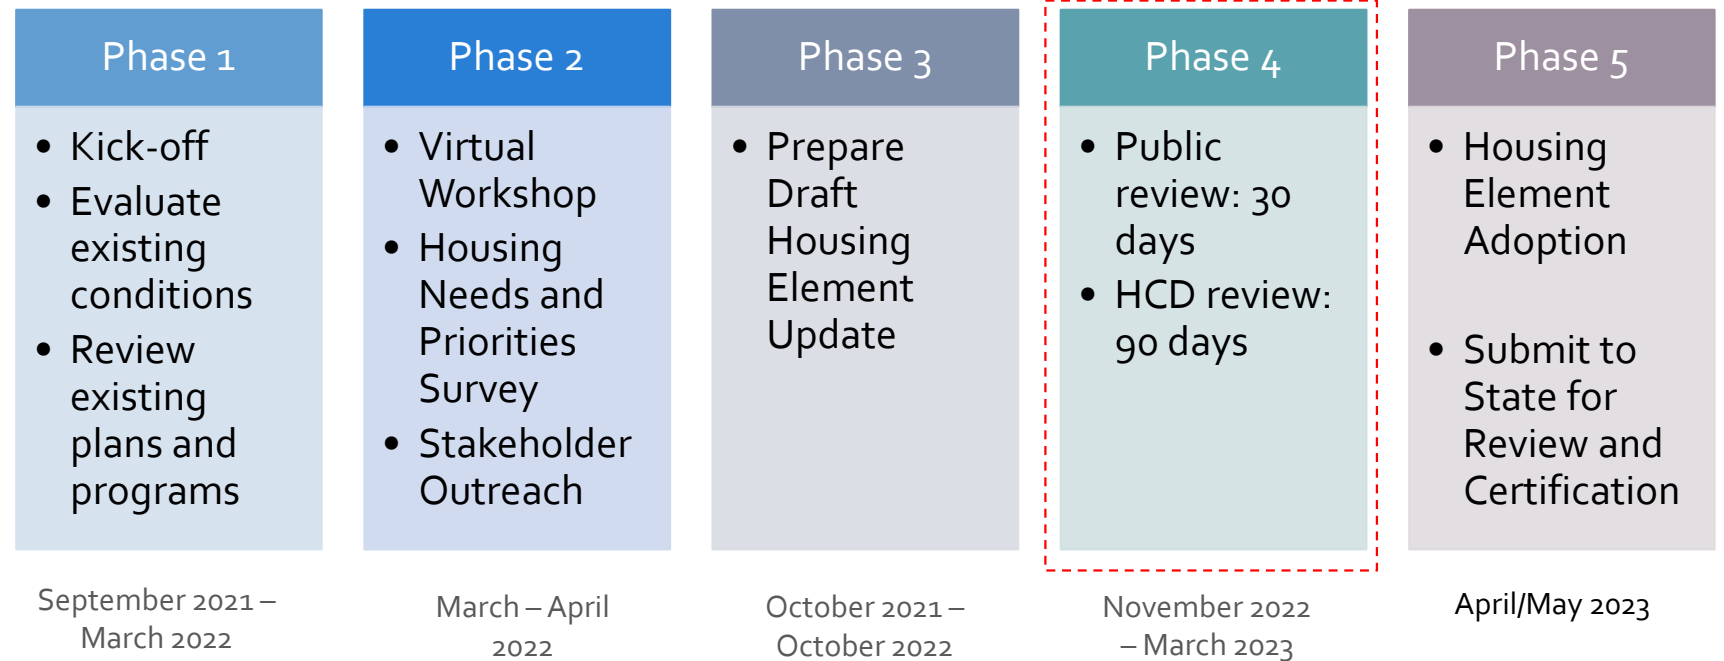 Phase 1
• Kick-off
• Evaluate
existing
conditions
• Review
existing
plans and
programs
September 2021 –
March 2022
Phase 2
• Virtual
Workshop
• Housing
Needs and
Priorities
Survey
• Stakeholder
Outreach
March – April
2022
Phase 3
• Prepare
Draft
Housing
Element
Update
October 2021 –
October 2022
Phase 4
• Public
review: 30
days
• HCD review:
90 days
November 2022
– March 2023
Phase 5
• Housing
Element
Adoption
• Submit to
State for
Review and
Certification
April/May 2023